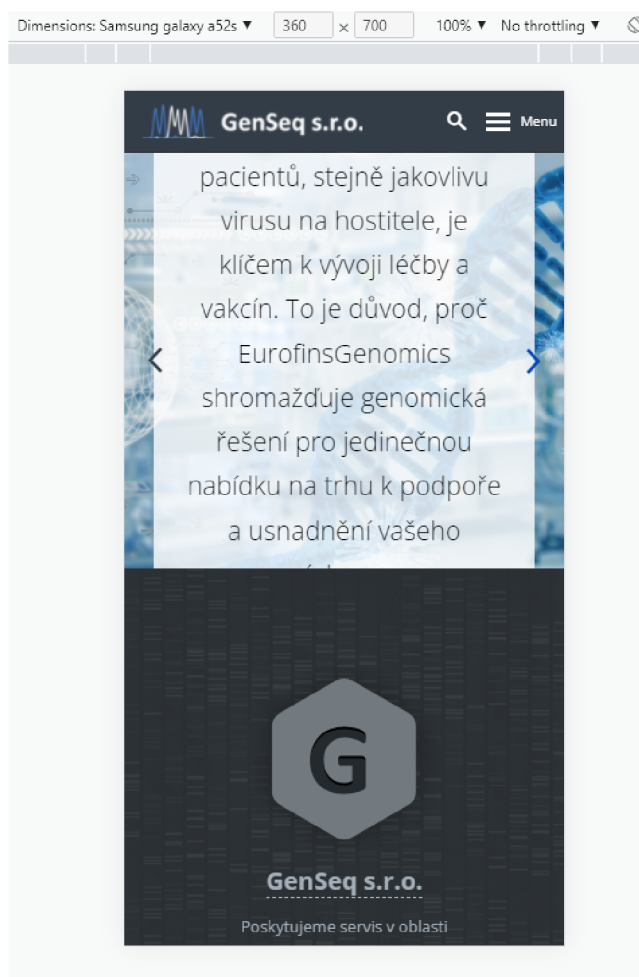 Dimensions: Samsung galaxy a52s ▼ 360 × 700 100% ▼ No throttling ▼
GenSeq s.r.o. Menu
pacientů, stejně jakovlivu
virusu na hostitele, je
klíčem k vývoji léčby a
vakcín. To je důvod, proč
EurofinsGenomics
shromažďuje genomická
řešení pro jedinečnou
nabídku na trhu k podpoře
a usnadnění vašeho
G
GenSeq s.r.o.
Poskytujeme servis v oblasti